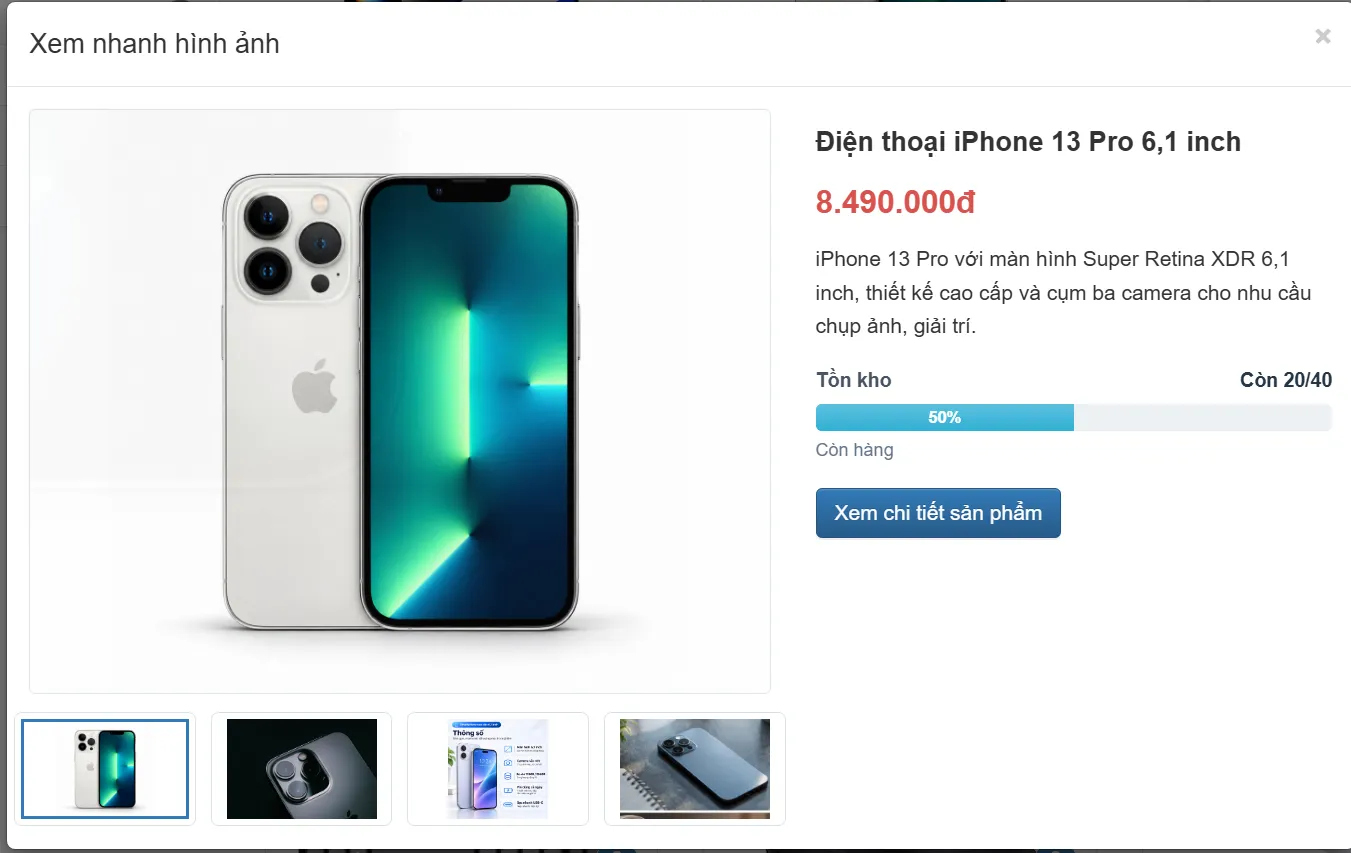 Xem nhanh hình ảnh
×
Điện thoại iPhone 13 Pro 6,1 inch
8.490.000đ
iPhone 13 Pro với màn hình Super Retina XDR 6,1
inch, thiết kế cao cấp và cụm ba camera cho nhu cầu
chụp ảnh, giải trí.
Tồn kho
Còn 20/40
50%
Còn hàng
Xem chi tiết sản phẩm
Thông số